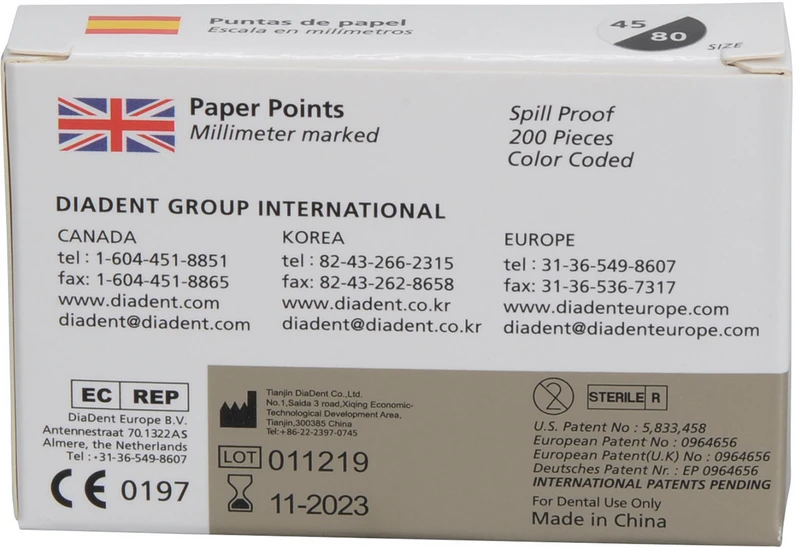 Puntas de papel
Escala en milímetros
45
80
SIZE
Paper Points
Millimeter marked
Spill Proof
200 Pieces
Color Coded
DIADENT GROUP INTERNATIONAL
CANADA
tel : 1-604-451-8851
fax: 1-604-451-8865
www.diadent.com
diadent@diadent.com
KOREA
tel : 82-43-266-2315
fax: 82-43-262-8658
www.diadent.co.kr
diadent@diadent.co.kr
EUROPE
tel : 31-36-549-8607
fax: 31-36-536-7317
www.diadenteurope.com
diadent@diadenteurope.com
EC REP
DiaDent Europe B.V.
Antennestraat 70.1322AS
Almere, the Netherlands
Tel :+31-36-549-8607
CE 0197
Tianjin DiaDent Co.,Ltd.
No.1,Saida 3 road,Xiqing Economic-
Technological Development Area,
Tianjin,300385 China
Tel:+86-22-2397-0745
LOT 011219
11-2023
2
STERILE R
U.S. Patent No : 5,833,458
European Patent No : 0964656
European Patent(U.K) No : 0964656
Deutsches Patent Nr. : EP 0964656
INTERNATIONAL PATENTS PENDING
For Dental Use Only
Made in China